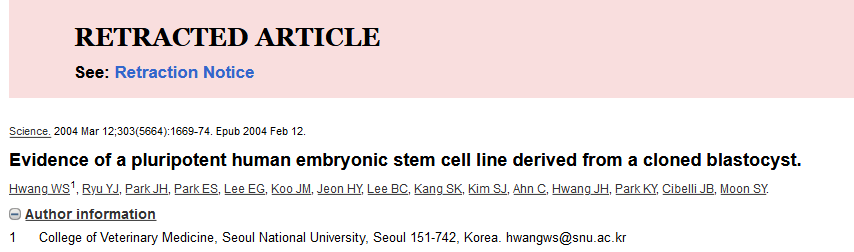 RETRACTED ARTICLE
See: Retraction Notice
Science. 2004 Mar 12;303(5664):1669-74. Epub 2004 Feb 12.
Evidence of a pluripotent human embryonic stem cell line derived from a cloned blastocyst.
Hwang WS1, Ryu YJ, Park JH, Park ES, Lee EG, Koo JM, Jeon HY, Lee BC, Kang SK, Kim SJ, Ahn C, Hwang JH, Park KY, Cibelli JB, Moon SY.
Author information
1 College of Veterinary Medicine, Seoul National University, Seoul 151-742, Korea. hwangws@snu.ac.kr